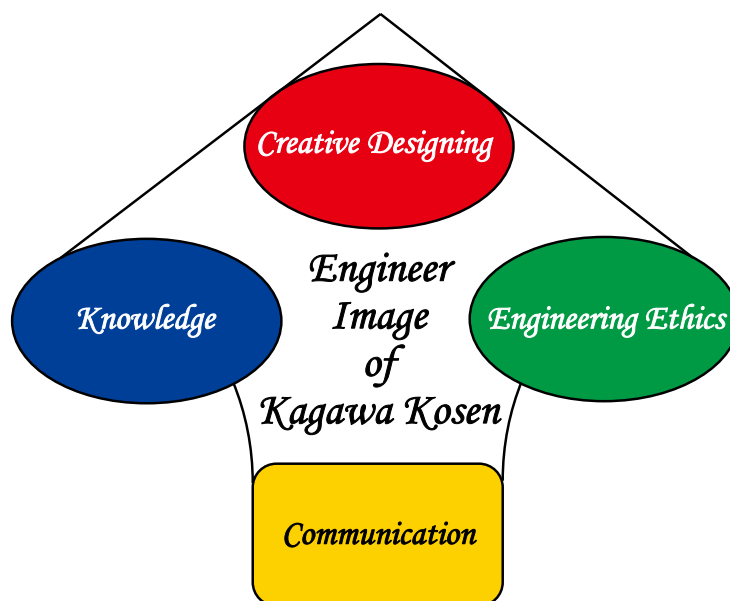 Creative Designing
Engineer
Image
of
Kagawa Kosen
Knowledge
Engineering Ethics
Communication